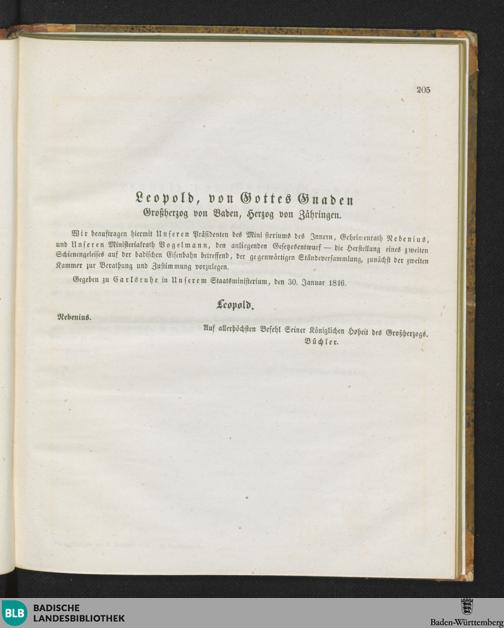 205
Leopold, von Gottes Gnaden
Großherzog von Baden, Herzog von Zähringen.
Wir beauftragen hiermit Unseren Präsidenten des Ministeriums des Innern, Geheimenrath Nebenius,
und Unseren Ministerialrath Vogelmann, den anliegenden Gesetzesentwurf — die Herstellung eines zweiten
Schienengeleises auf der badischen Eisenbahn betreffend, der gegenwärtigen Ständeversammlung, zunächst der zweiten
Kammer zur Berathung und Zustimmung vorzulegen.
Gegeben zu Carlsruhe in Unserem Staatsministerium, den 30. Januar 1846.
Leopold.
Nebenius.
Auf allerhöchsten Befehl Seiner Königlichen Hoheit des Großherzogs.
Büchler.
BLB
BADISCHE
LANDESBIBLIOTHEK
Baden-Württemberg